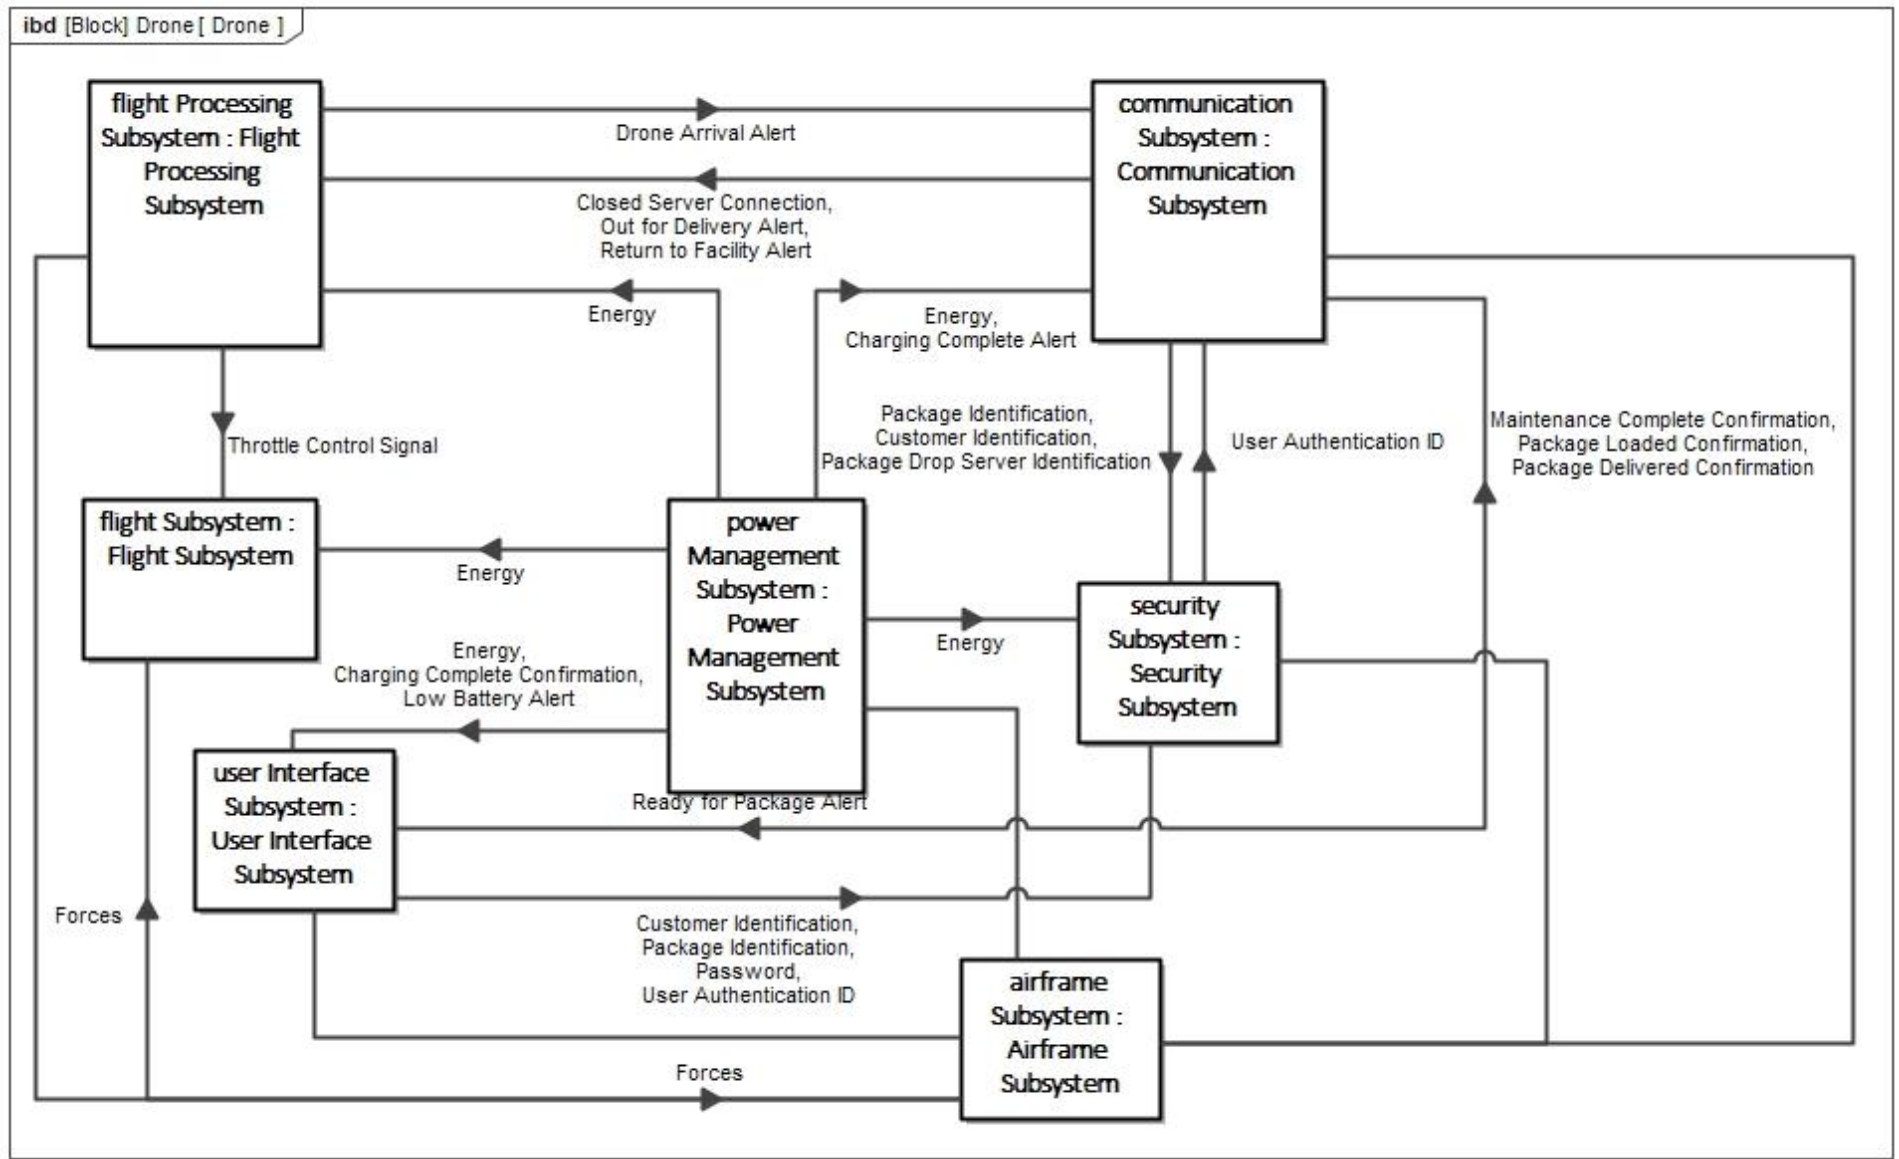 ibd [Block] Drone [ Drone ]
flight Processing
Subsystem : Flight
Processing
Subsystem
communication
Subsystem :
Communication
Subsystem
Drone Arrival Alert
Closed Server Connection,
Out for Delivery Alert,
Return to Facility Alert
Energy
Energy,
Charging Complete Alert
Throttle Control Signal
Package Identification,
Customer Identification,
Package Drop Server Identification
User Authentication ID
Maintenance Complete Confirmation,
Package Loaded Confirmation,
Package Delivered Confirmation
flight Subsystem :
Flight Subsystem
Energy
power
Management
Subsystem :
Power
Management
Subsystem
Energy
security
Subsystem :
Security
Subsystem
Energy,
Charging Complete Confirmation,
Low Battery Alert
user Interface
Subsystem :
User Interface
Subsystem
Ready for Package Alert
Forces
Customer Identification,
Package Identification,
Password,
User Authentication ID
airframe
Subsystem :
Airframe
Subsystem
Forces